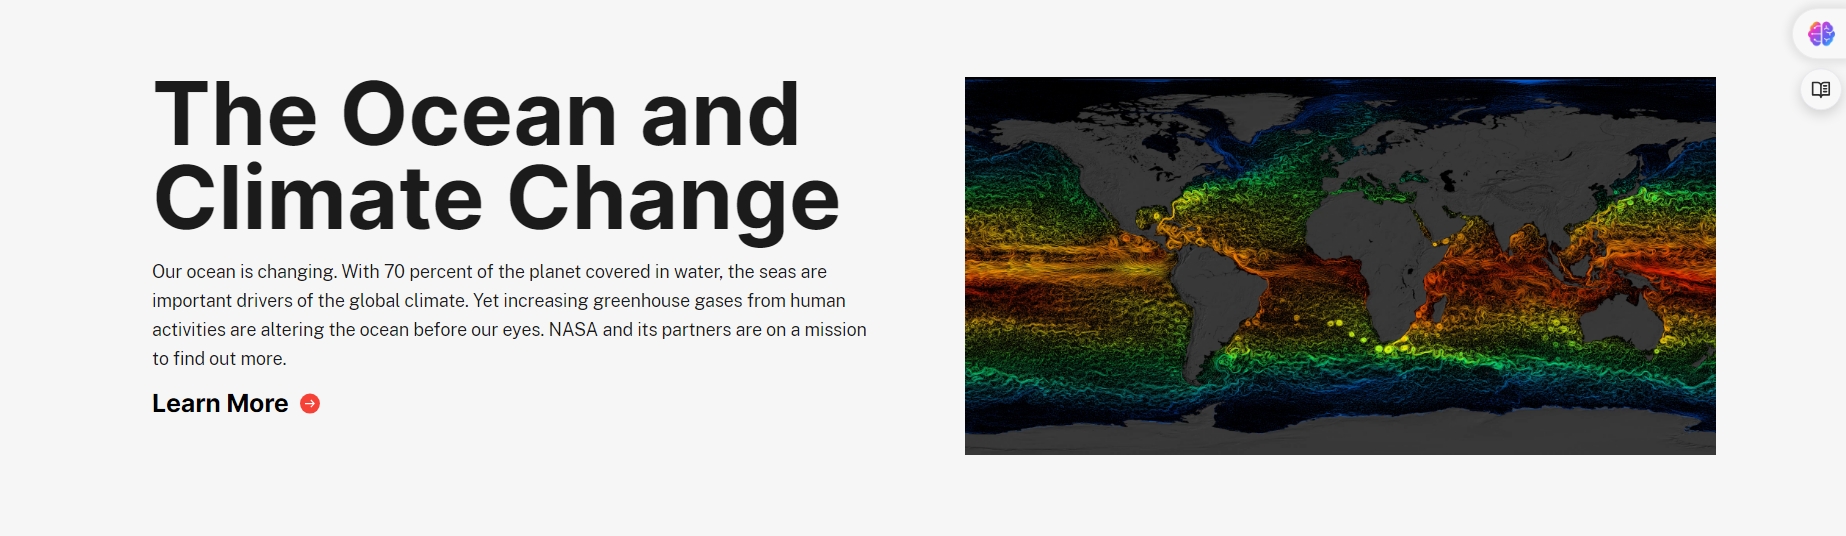 The Ocean and
Climate Change
Our ocean is changing. With 70 percent of the planet covered in water, the seas are
important drivers of the global climate. Yet increasing greenhouse gases from human
activities are altering the ocean before our eyes. NASA and its partners are on a mission
to find out more.
Learn More